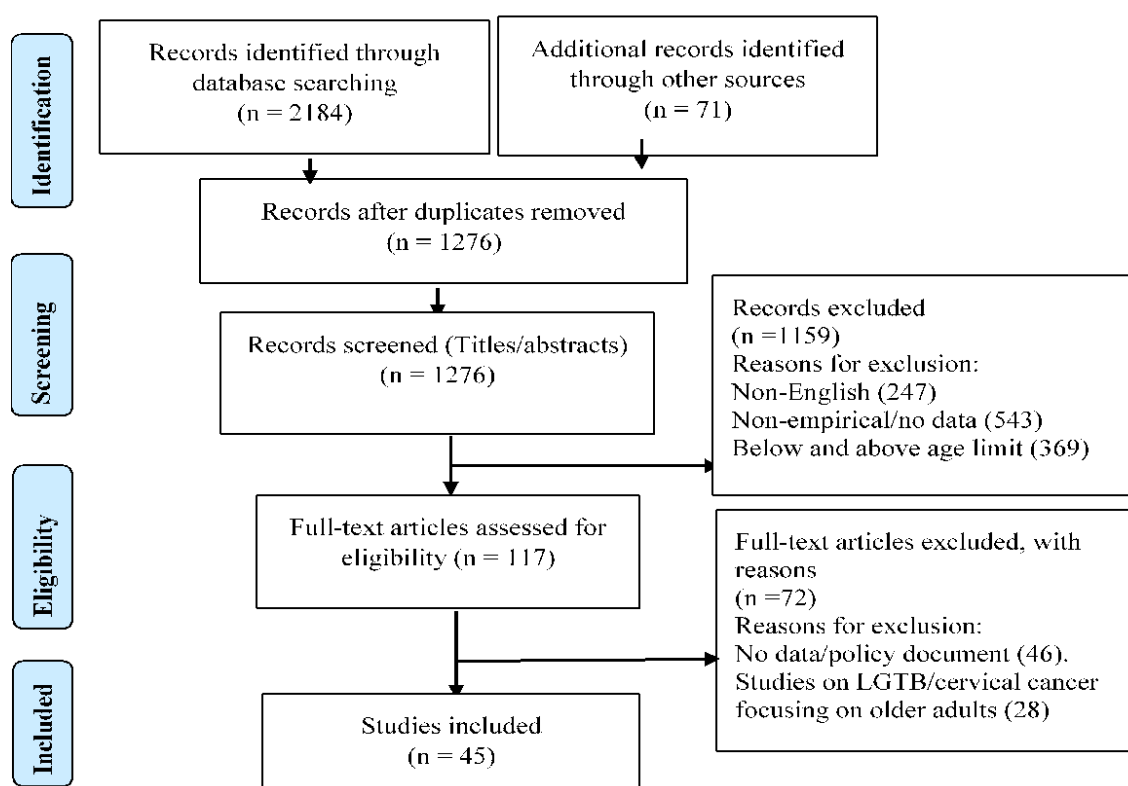 Identification
Records identified through
database searching
(n = 2184)
Additional records identified
through other sources
(n = 71)
Records after duplicates removed
(n = 1276)
Screening
Records screened (Titles/abstracts)
(n = 1276)
Records excluded
(n =1159)
Reasons for exclusion:
Non-English (247)
Non-empirical/no data (543)
Below and above age limit (369)
Eligibility
Full-text articles assessed for
eligibility (n = 117)
Full-text articles excluded, with
reasons
(n =72)
Reasons for exclusion:
No data/policy document (46).
Studies on LGTB/cervical cancer
focusing on older adults (28)
Included
Studies included
(n = 45)